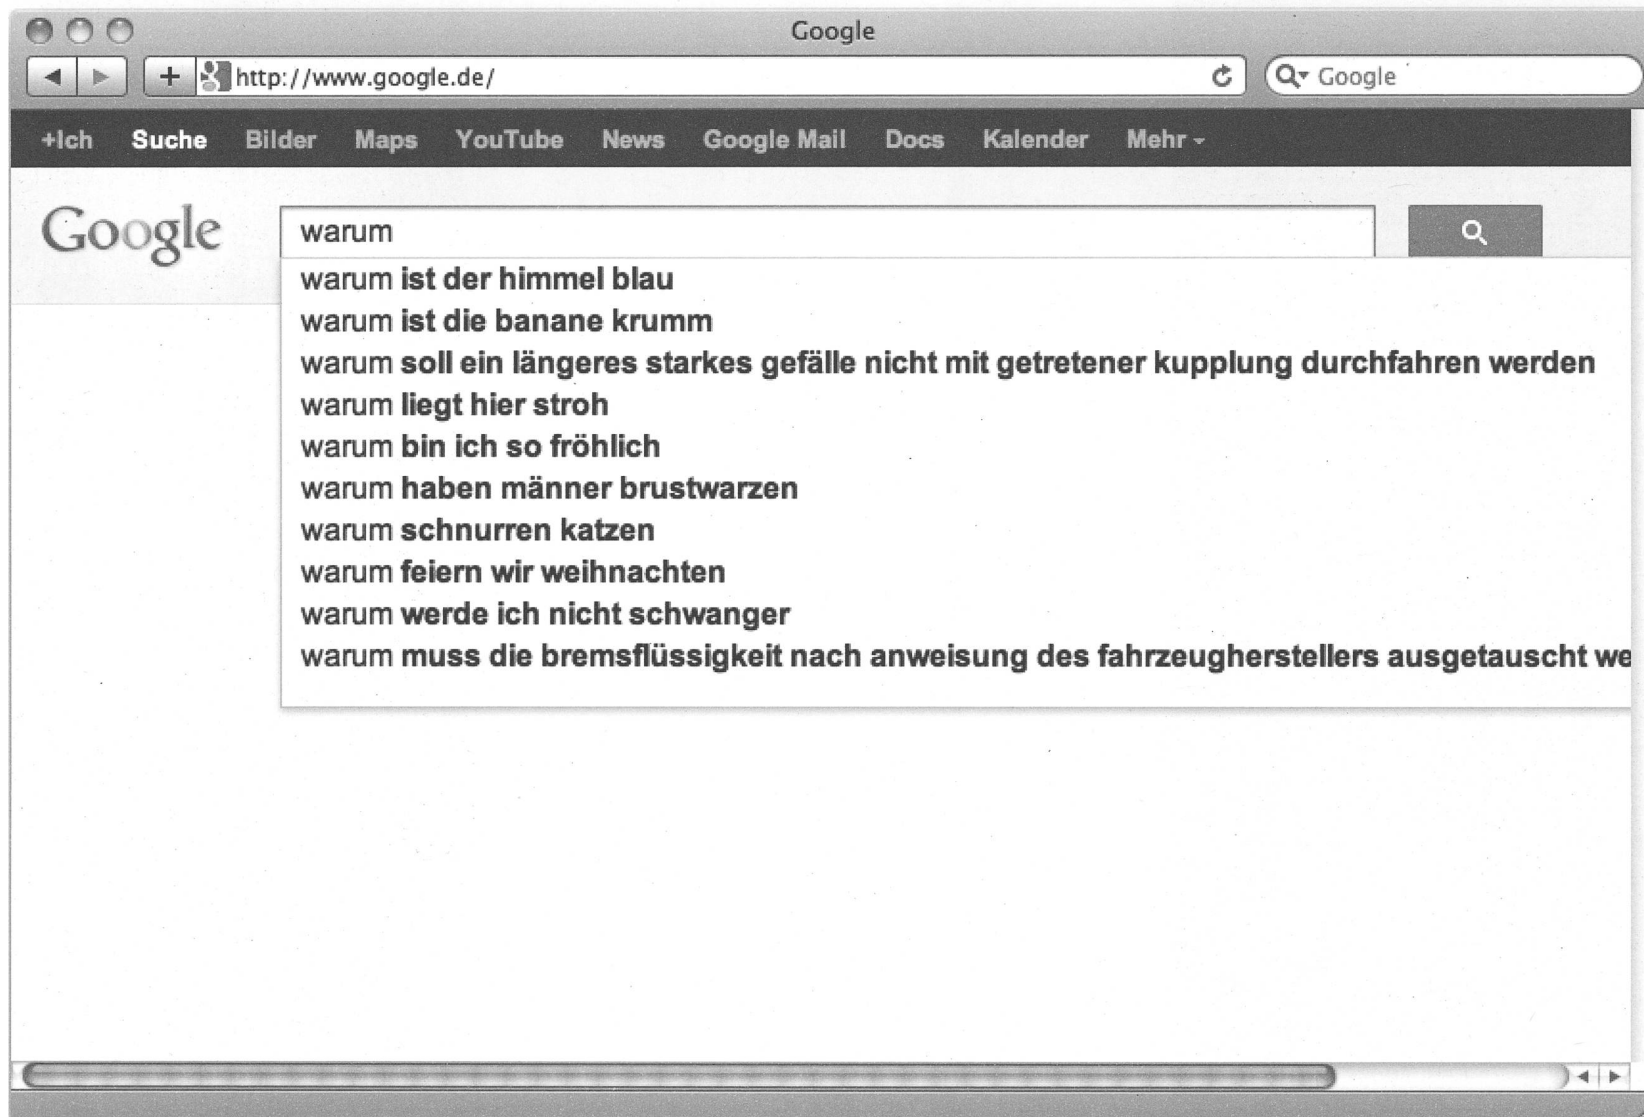 Google
http://www.google.de/ Google
+Ich Suche Bilder Maps YouTube News Google Mail Docs Kalender Mehr
Google warum
warum ist der himmel blau
warum ist die banane krumm
warum soll ein längeres starkes gefälle nicht mit getretener kupplung durchfahren werden
warum liegt hier stroh
warum bin ich so fröhlich
warum haben männer brustwarzen
warum schnurren katzen
warum feiern wir weihnachten
warum werde ich nicht schwanger
warum muss die bremsflüssigkeit nach anweisung des fahrzeugherstellers ausgetauscht we